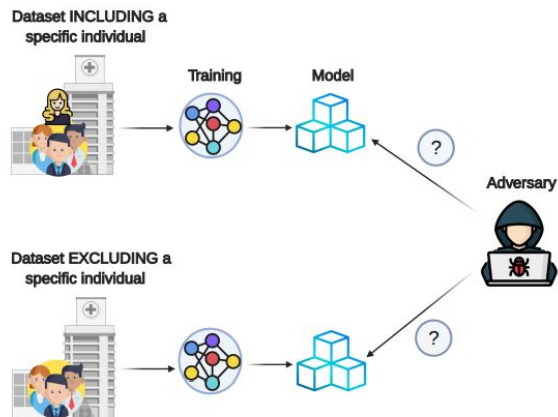 Dataset INCLUDING a
specific individual
Training
Model
?
Adversary
Dataset EXCLUDING a
specific individual
?